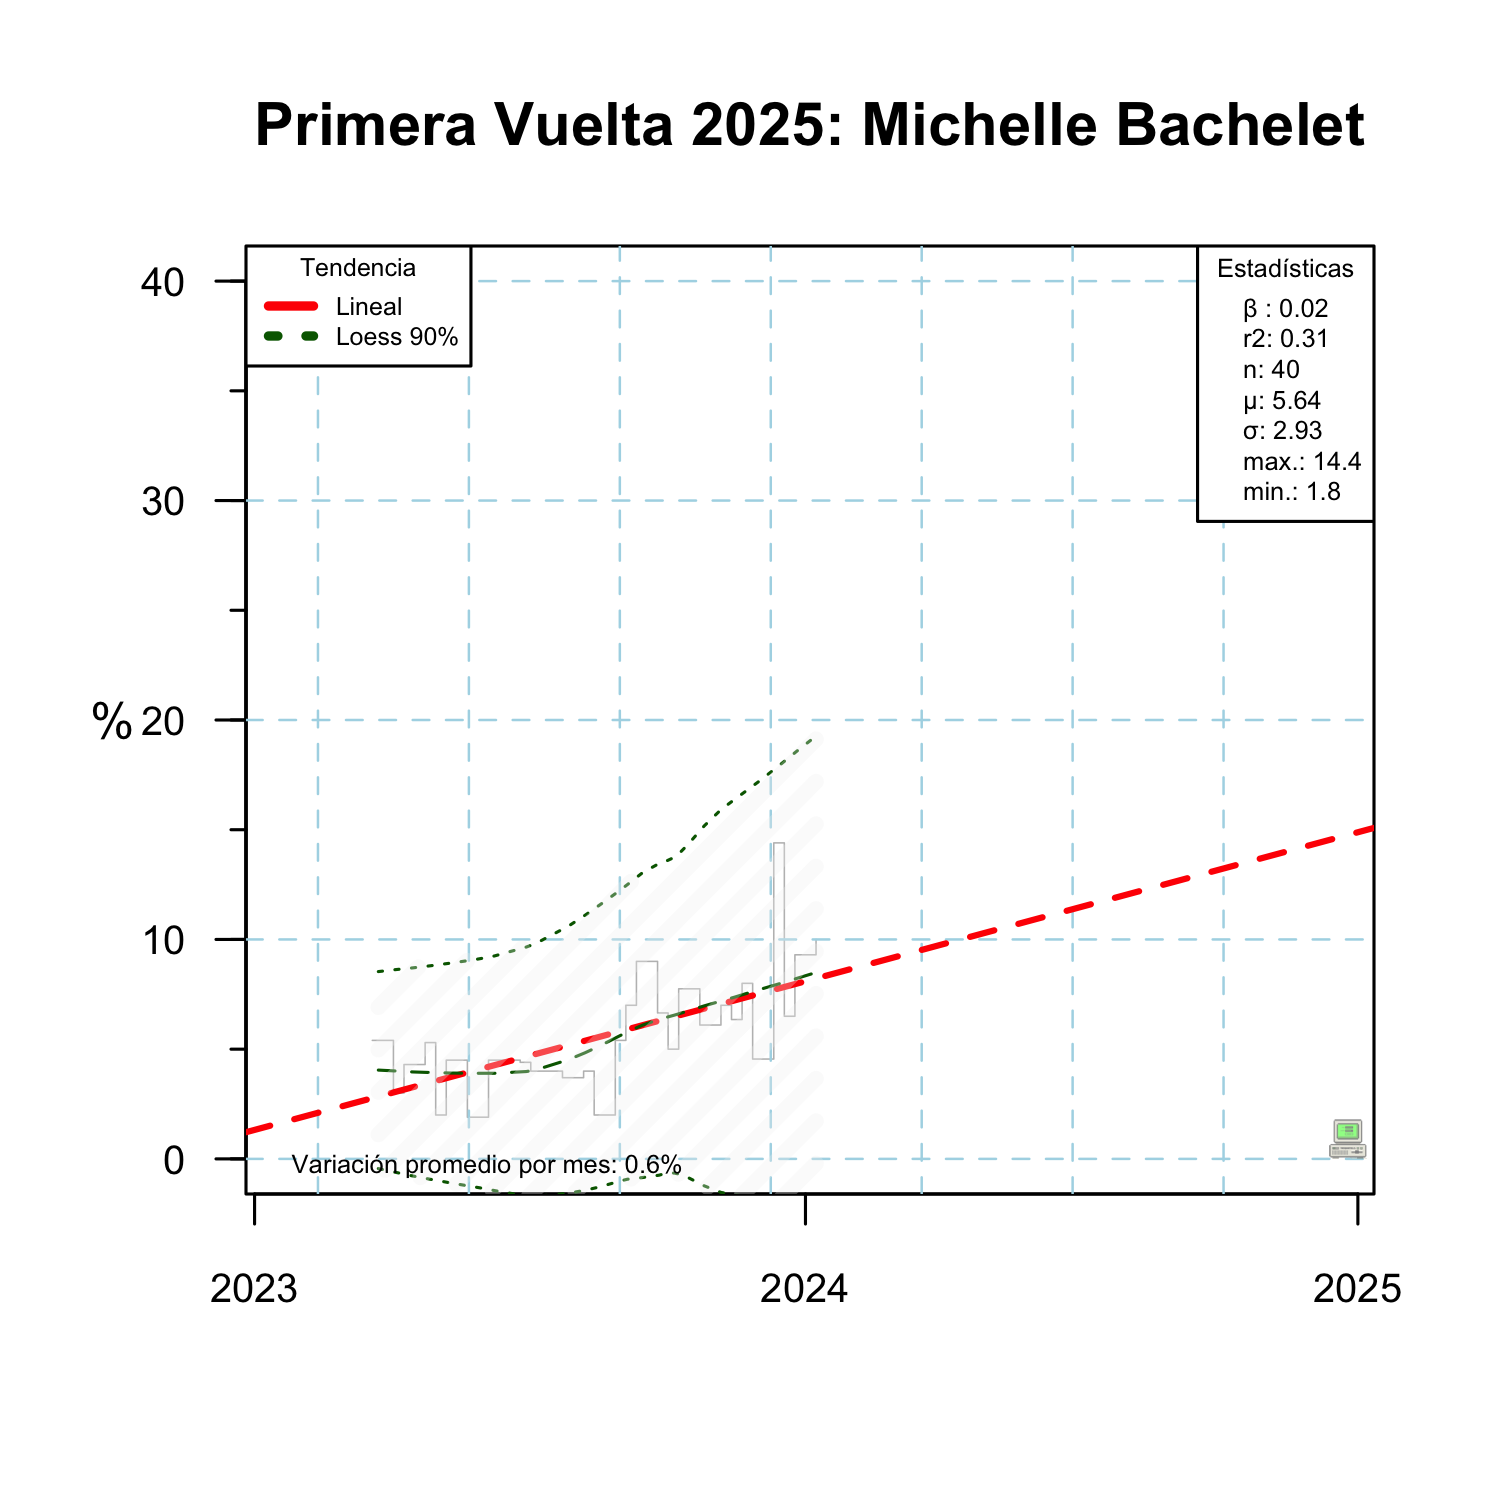 Primera Vuelta 2025: Michelle Bachelet
Tendencia
Lineal
Loess 90%
Estadísticas
β : 0.02
r2: 0.31
n: 40
μ: 5.64
σ: 2.93
max.: 14.4
min.: 1.8
40
30
%
20
10
0
Variación promedio por mes: 0.6%
2023
2024
2025